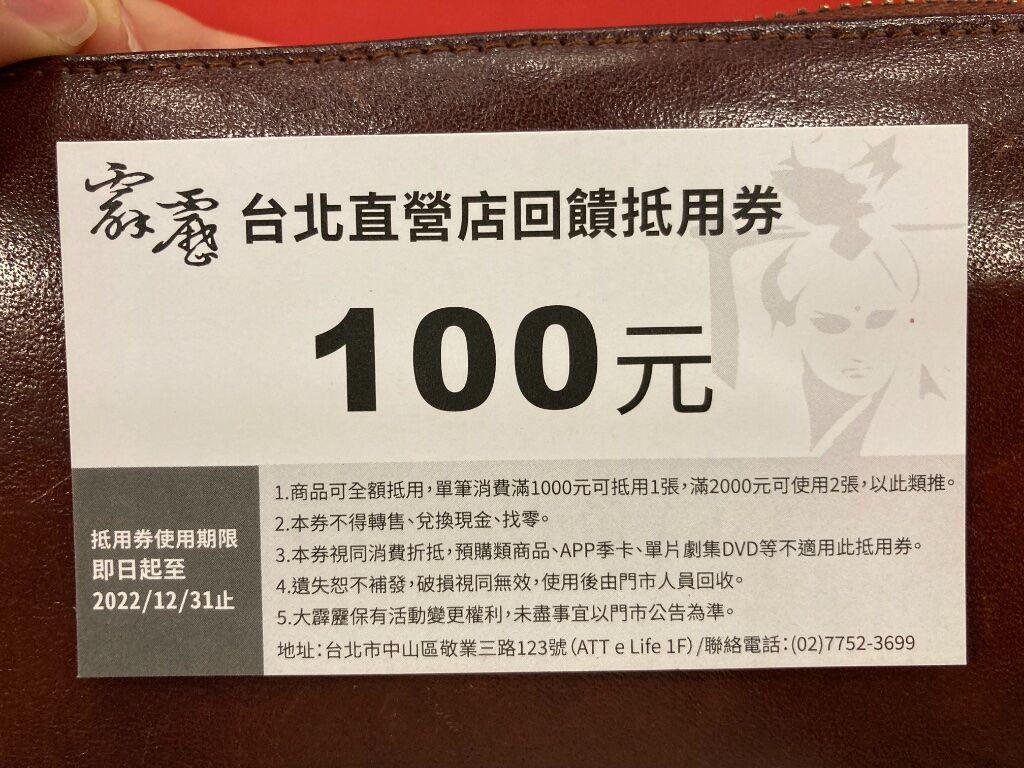 霹靂 台北直營店回饋抵用券
100元
抵用券使用期限
即日起至
2022/12/31止
1.商品可全額抵用，單筆消費滿1000元可抵用1張，滿2000元可使用2張，以此類推。
2.本券不得轉售、兌換現金、找零。
3.本券視同消費折抵，預購類商品、APP季卡、單片劇集DVD等不適用此抵用券。
4.遺失恕不補發，破損視同無效，使用後由門市人員回收。
5.大霹靂保有活動變更權利，未盡事宜以門市公告為準。
地址：台北市中山區敬業三路123號（ATT e Life 1F）/聯絡電話：(02)7752-3699